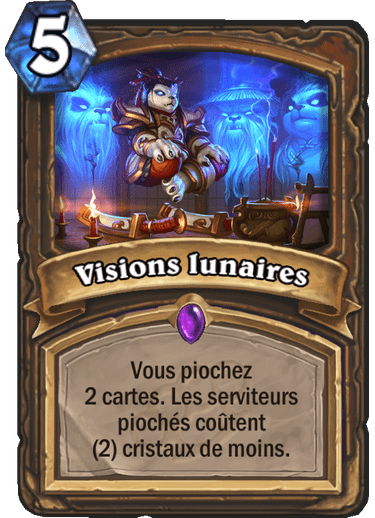 5
Visions lunaires
Vous piochez
2 cartes. Les serviteurs
piochés coûtent
(2) cristaux de moins.